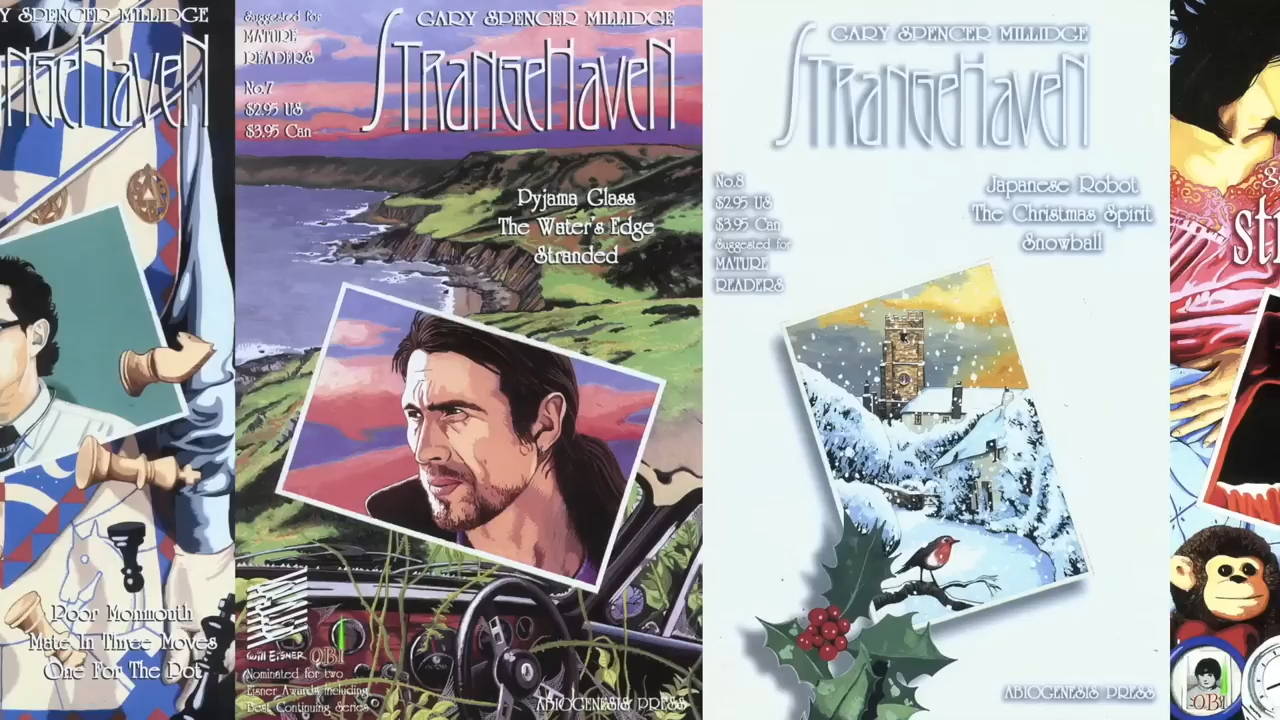 Y SPENCER MILLIDGE
NGEHAVEN
Poor Monmouth
Mate In Three Moves
One For The Pot
Suggested for
MATURE
READERS
No.7
$2.95 US
$3.95 Can
GARY SPENCER MILLIDGE
STRANGEHAVEN
Pyjama Glass
The Water's Edge
Stranded
WILL EISNER
Nominated for two
Eisner Awards including
Best Continuing Series
ABIOGENESIS PRESS
GARY SPENCER MILLIDGE
STRANGEHAVEN
No.8
$2.95 US
$3.95 Can
Suggested for
MATURE
READERS
Japanese Robot
The Christmas Spirit
Snowball
ABIOGENESIS PRESS
g
str